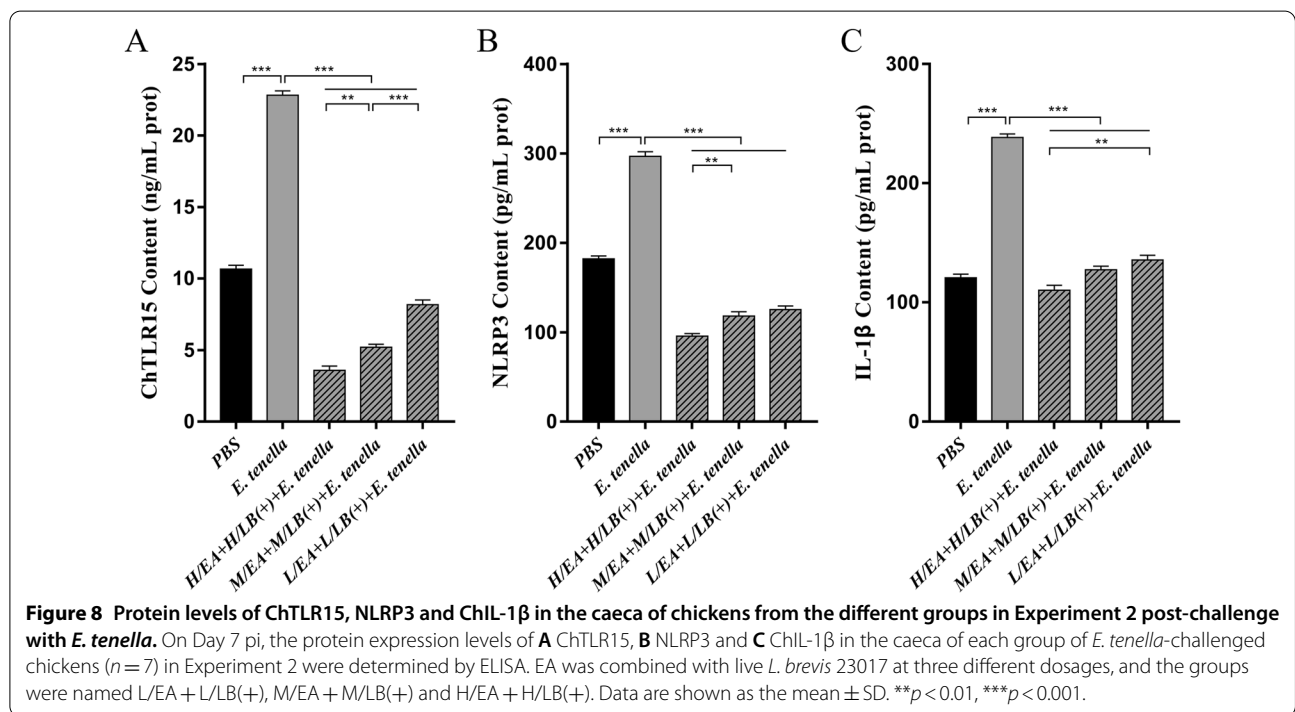 A
ChTLR15 Content (ng/mL prot)
25
20
15
10
5
0
***
***
**
***
PBS
E. tenella
H/EA+H/LB(+)+E. tenella
M/EA+M/LB(+)+E. tenella
L/EA+L/LB(+)+E. tenella
B
NLRP3 Content (pg/mL prot)
400
300
200
100
0
***
***
**
PBS
E. tenella
H/EA+H/LB(+)+E. tenella
M/EA+M/LB(+)+E. tenella
L/EA+L/LB(+)+E. tenella
C
IL-1β Content (pg/mL prot)
300
200
100
0
***
***
**
PBS
E. tenella
H/EA+H/LB(+)+E. tenella
M/EA+M/LB(+)+E. tenella
L/EA+L/LB(+)+E. tenella
Figure 8 Protein levels of ChTLR15, NLRP3 and ChIL-1β in the caeca of chickens from the different groups in Experiment 2 post-challenge
with E. tenella. On Day 7 pi, the protein expression levels of A ChTLR15, B NLRP3 and C ChIL-1β in the caeca of each group of E. tenella-challenged
chickens (n = 7) in Experiment 2 were determined by ELISA. EA was combined with live L. brevis 23017 at three different dosages, and the groups
were named L/EA + L/LB(+), M/EA + M/LB(+) and H/EA + H/LB(+). Data are shown as the mean ± SD. **p < 0.01, ***p < 0.001.